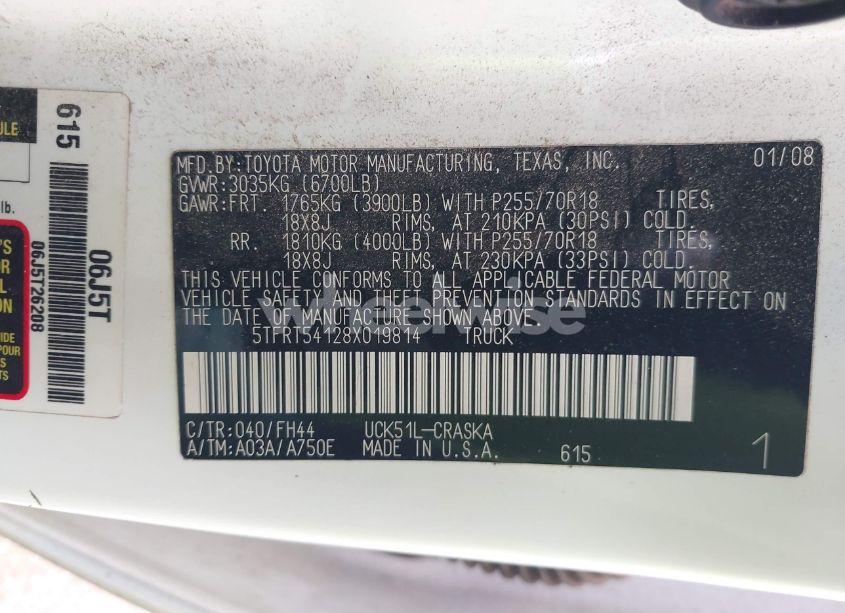 MFD.BY:TOYOTA MOTOR MANUFACTURING, TEXAS, INC. 01/08
GVWR:3035KG (6700LB)
GAWR:FRT. 1765KG (3900LB) WITH P255/70R18 TIRES,
18X8J RIMS, AT 210KPA (30PSI) COLD.
RR. 1810KG (4000LB) WITH P255/70R18 TIRES,
18X8J RIMS, AT 230KPA (33PSI) COLD.
THIS VEHICLE CONFORMS TO ALL APPLICABLE FEDERAL MOTOR
VEHICLE SAFETY AND THEFT PREVENTION STANDARDS IN EFFECT ON
THE DATE OF MANUFACTURE SHOWN ABOVE.
5TFRT54128X019814 TRUCK
C/TR:040/FH44 UCK51L-CRASKA
A/TM:A03A/A750E MADE IN U.S.A. 615 1
wheelwise
615
06J5T
06J5T26208
lb.